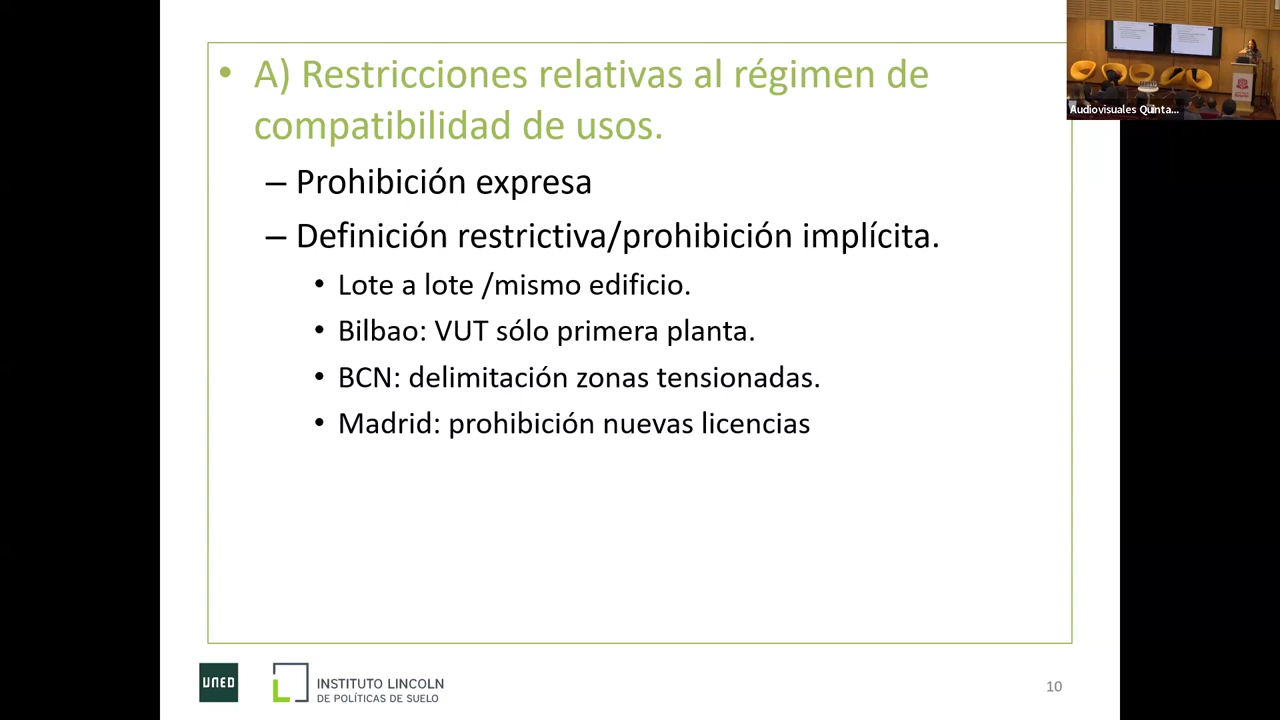 • A) Restricciones relativas al régimen de
compatibilidad de usos.
– Prohibición expresa
– Definición restrictiva/prohibición implícita.
• Lote a lote /mismo edificio.
• Bilbao: VUT sólo primera planta.
• BCN: delimitación zonas tensionadas.
• Madrid: prohibición nuevas licencias
Audiovisuales Quinta...
UNED
INSTITUTO LINCOLN
DE POLÍTICAS DE SUELO
10